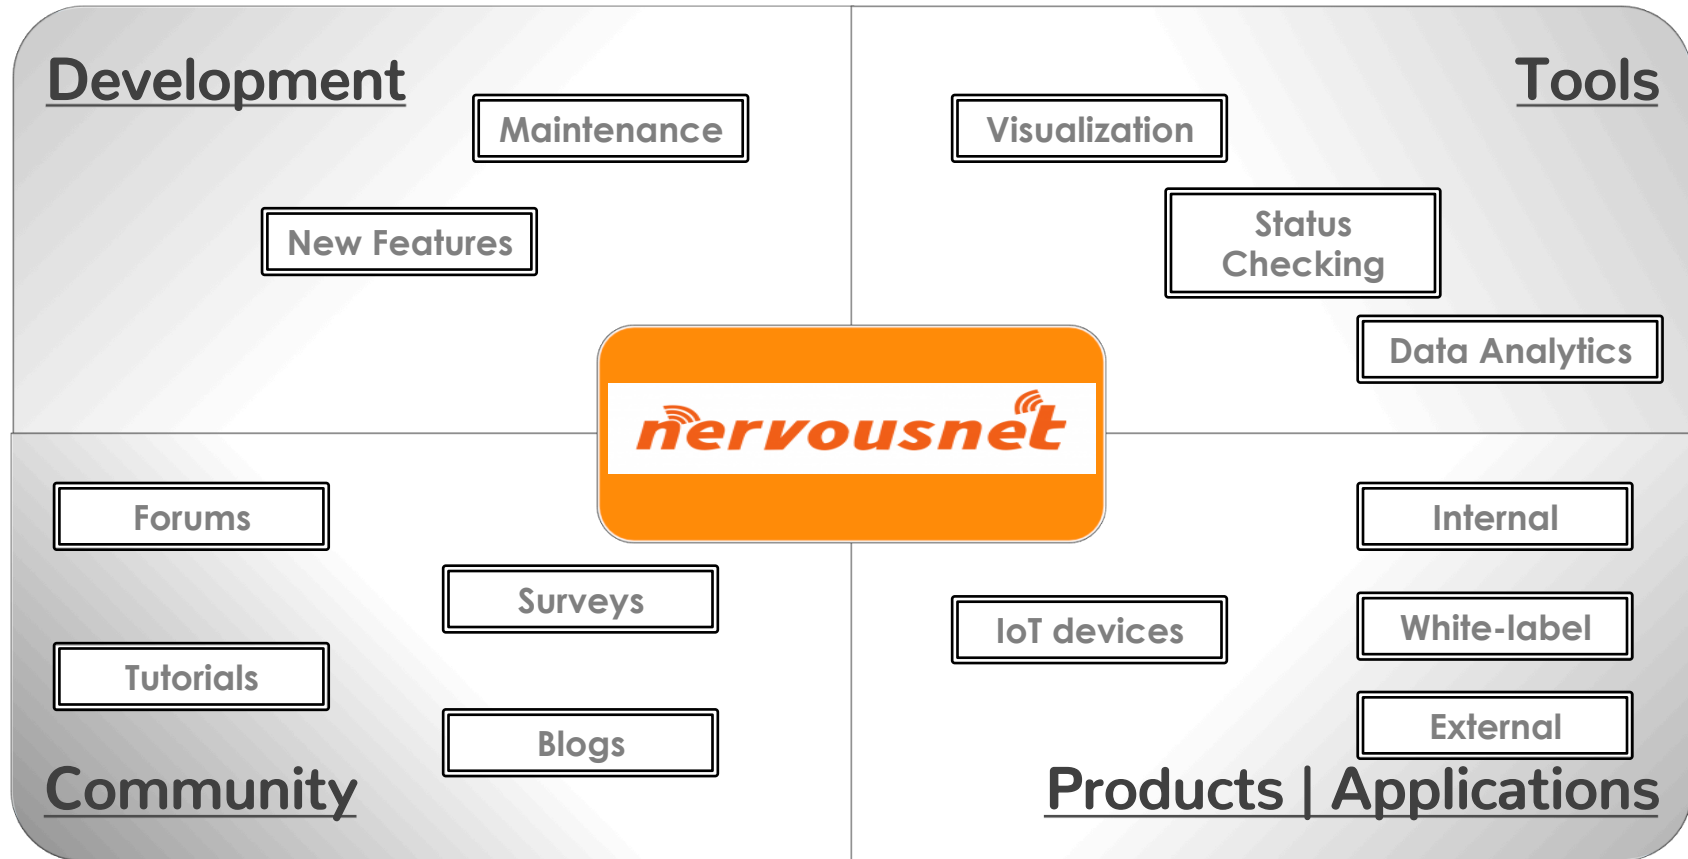 Development
Maintenance
New Features
Tools
Visualization
Status
Checking
Data Analytics
nervousnet
Forums
Surveys
Tutorials
Blogs
Community
Internal
IoT devices
White-label
External
Products | Applications